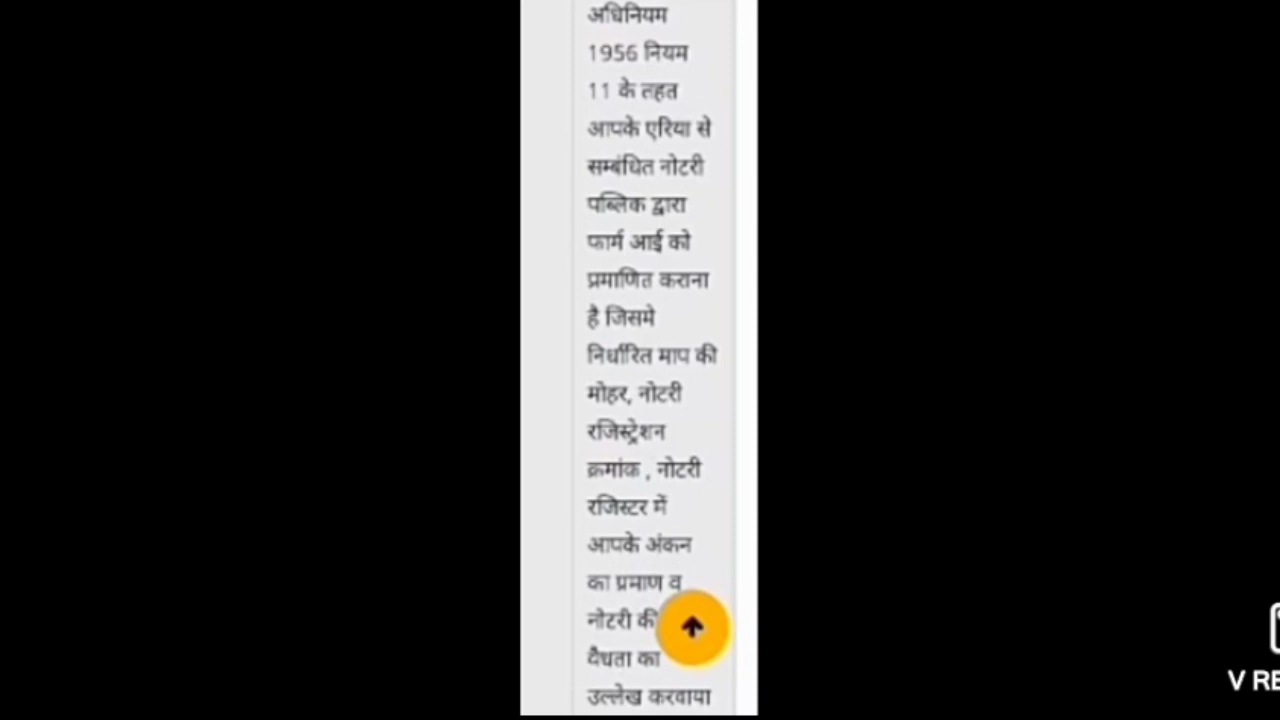 अधिनियम
1956 नियम
11 के तहत
आपके एरिया से
सम्बंधित नोटरी
पब्लिक द्वारा
फार्म आई को
प्रमाणित कराना
है जिसमे
निर्धारित माप की
मोहर, नोटरी
रजिस्ट्रेशन
क्रमांक , नोटरी
रजिस्टर में
आपके अंकन
का प्रमाण व
नोटरी की
वैधता का
उल्लेख करवाया
V RE